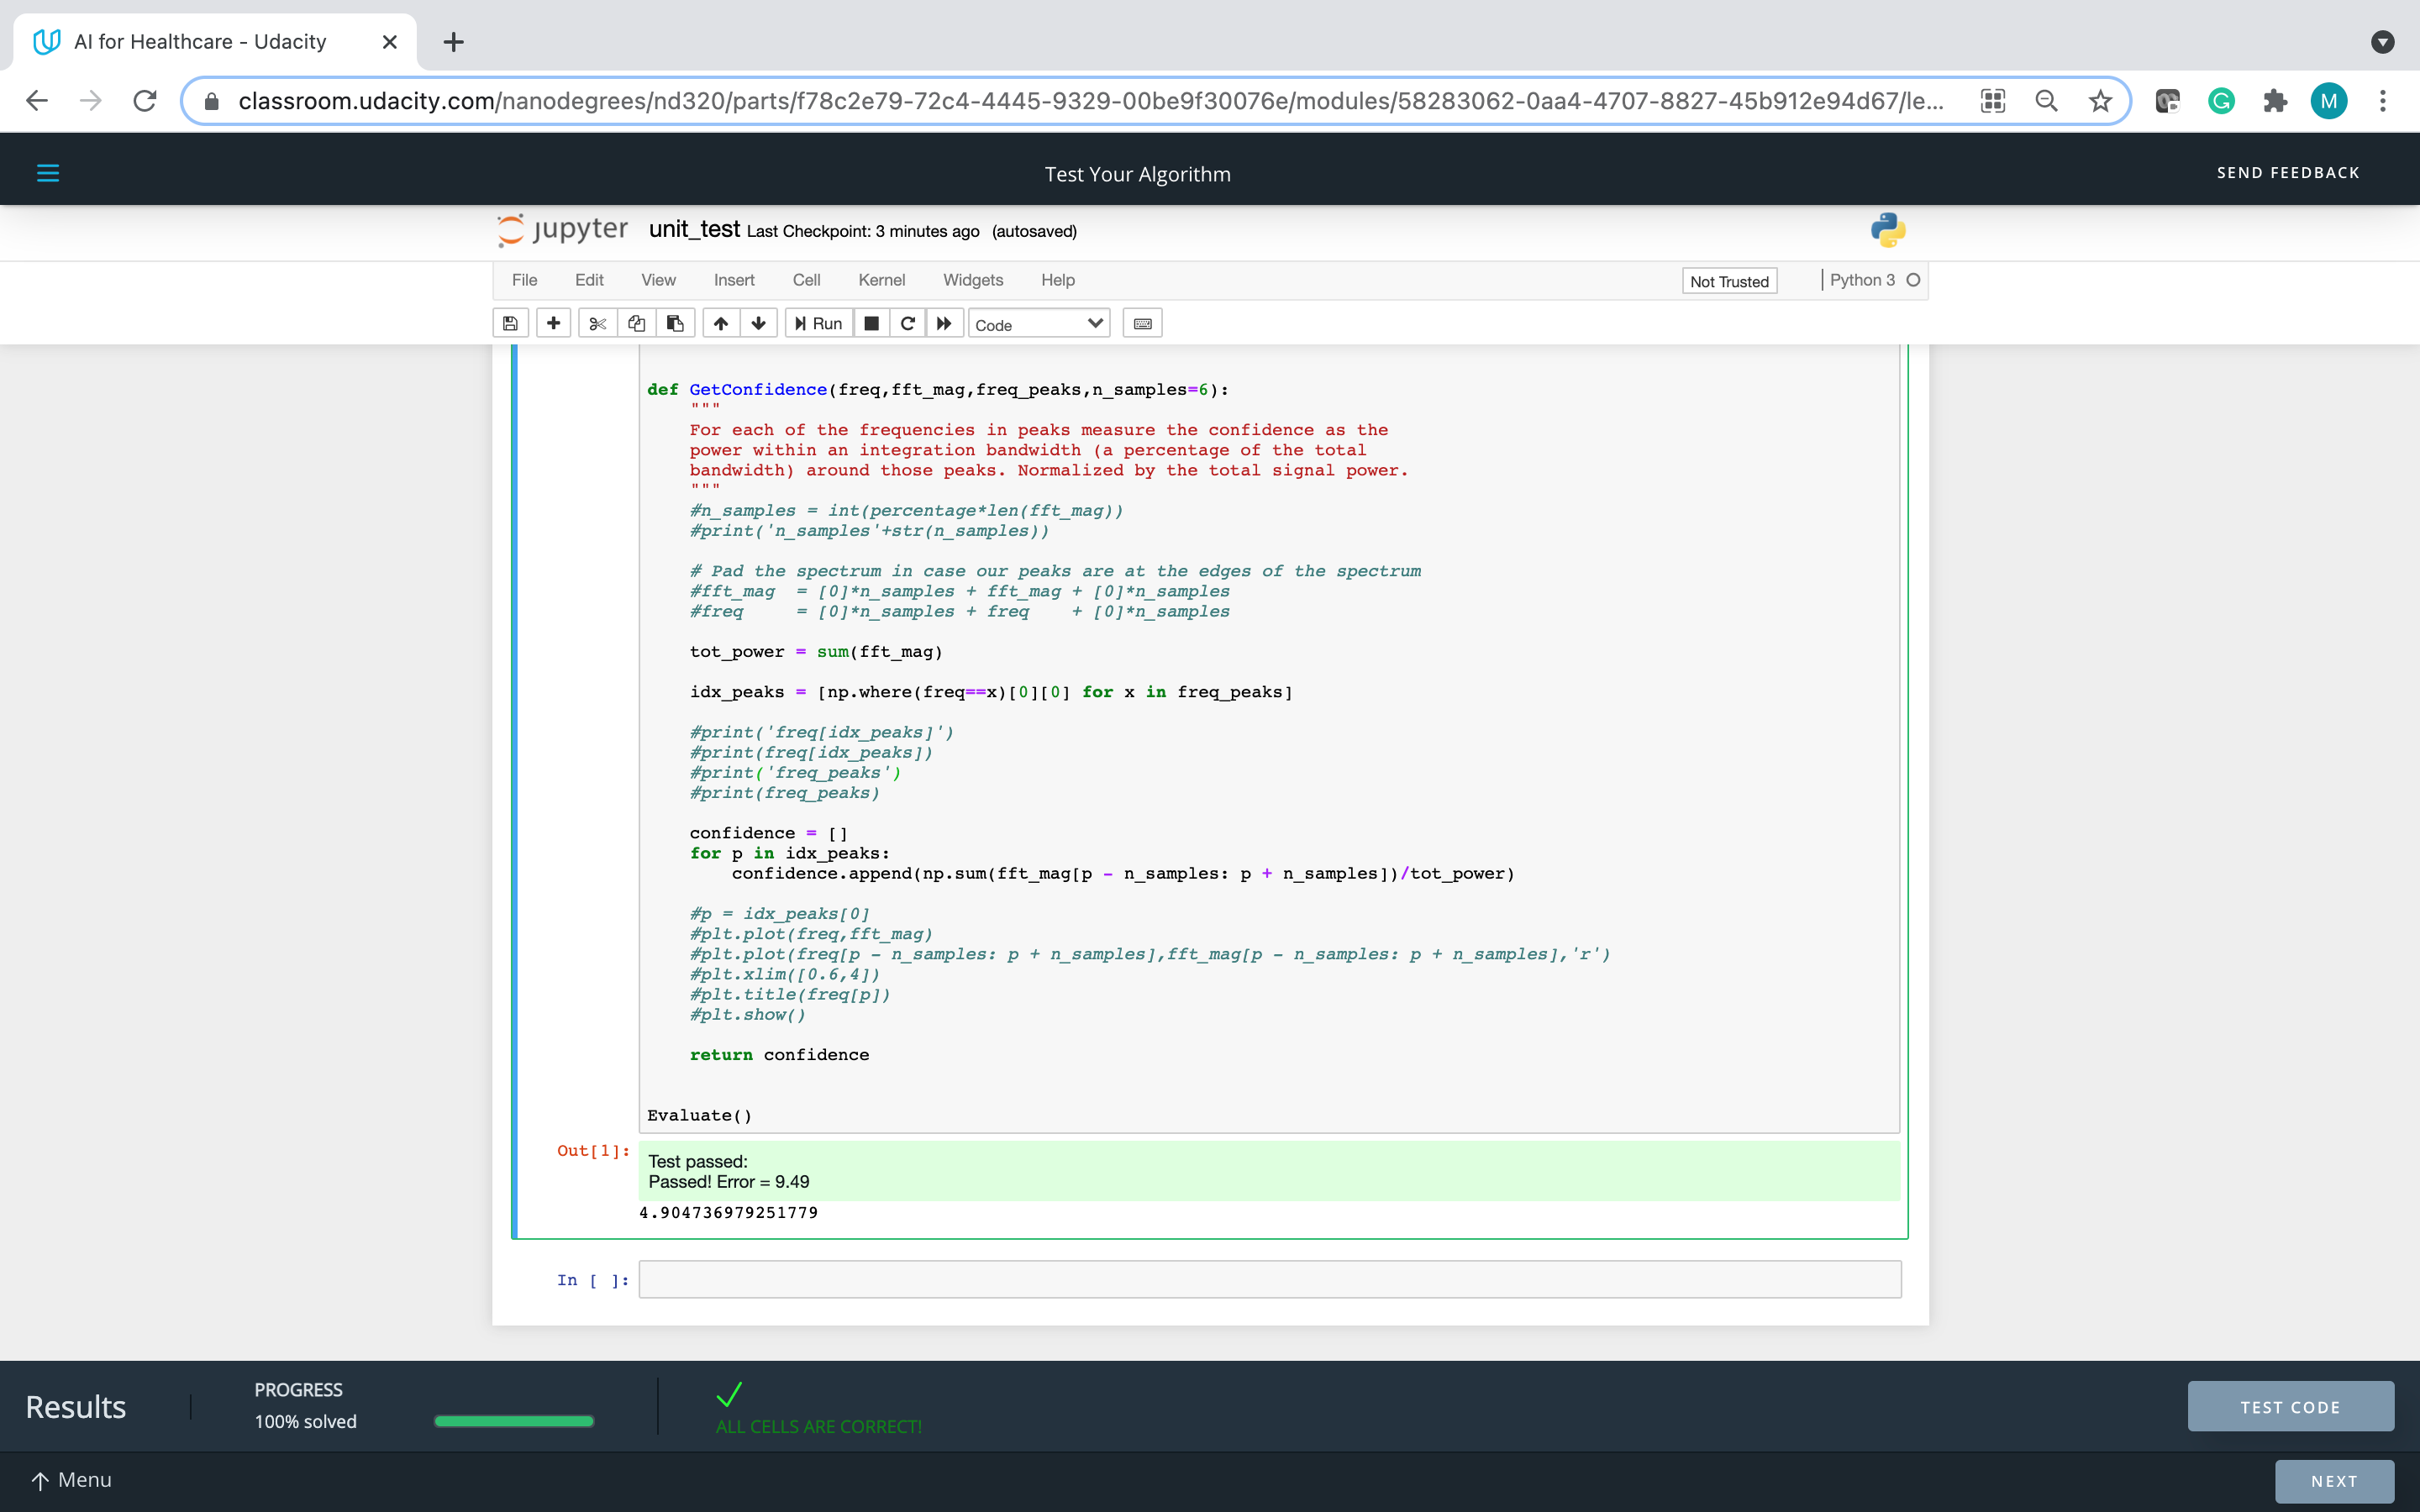 AI for Healthcare - Udacity
classroom.udacity.com/nanodegrees/nd320/parts/f78c2e79-72c4-4445-9329-00be9f30076e/modules/58283062-0aa4-4707-8827-45b912e94d67/le...
M
Test Your Algorithm
SEND FEEDBACK
jupyter unit_test Last Checkpoint: 3 minutes ago (autosaved)
File Edit View Insert Cell Kernel Widgets Help Not Trusted Python 3
Run Code
def GetConfidence(freq,fft_mag,freq_peaks,n_samples=6):
    """
    For each of the frequencies in peaks measure the confidence as the
    power within an integration bandwidth (a percentage of the total
    bandwidth) around those peaks. Normalized by the total signal power.
    """
    #n_samples = int(percentage*len(fft_mag))
    #print('n_samples'+str(n_samples))
    # Pad the spectrum in case our peaks are at the edges of the spectrum
    #fft_mag  = [0]*n_samples + fft_mag + [0]*n_samples
    #freq     = [0]*n_samples + freq    + [0]*n_samples
    tot_power = sum(fft_mag)
    idx_peaks = [np.where(freq==x)[0][0] for x in freq_peaks]
    #print('freq[idx_peaks]')
    #print(freq[idx_peaks])
    #print('freq_peaks')
    #print(freq_peaks)
    confidence = []
    for p in idx_peaks:
        confidence.append(np.sum(fft_mag[p - n_samples: p + n_samples])/tot_power)
    #p = idx_peaks[0]
    #plt.plot(freq,fft_mag)
    #plt.plot(freq[p - n_samples: p + n_samples],fft_mag[p - n_samples: p + n_samples],'r')
    #plt.xlim([0.6,4])
    #plt.title(freq[p])
    #plt.show()
    return confidence
Evaluate()
Out[1]: Test passed:
Passed! Error = 9.49
4.904736979251779
In [ ]:
Results
PROGRESS
100% solved
ALL CELLS ARE CORRECT!
TEST CODE
Menu
NEXT